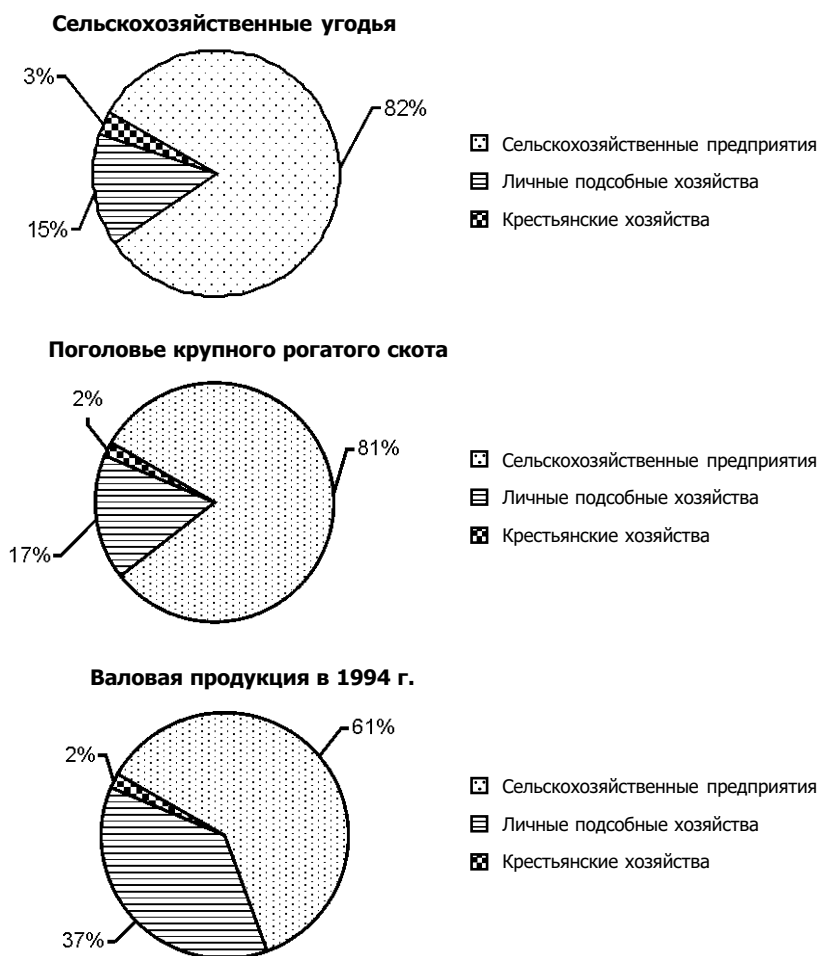 Сельскохозяйственные угодья
3%
82%
15%
Сельскохозяйственные предприятия
Личные подсобные хозяйства
Крестьянские хозяйства
Поголовье крупного рогатого скота
2%
81%
17%
Сельскохозяйственные предприятия
Личные подсобные хозяйства
Крестьянские хозяйства
Валовая продукция в 1994 г.
61%
2%
37%
Сельскохозяйственные предприятия
Личные подсобные хозяйства
Крестьянские хозяйства